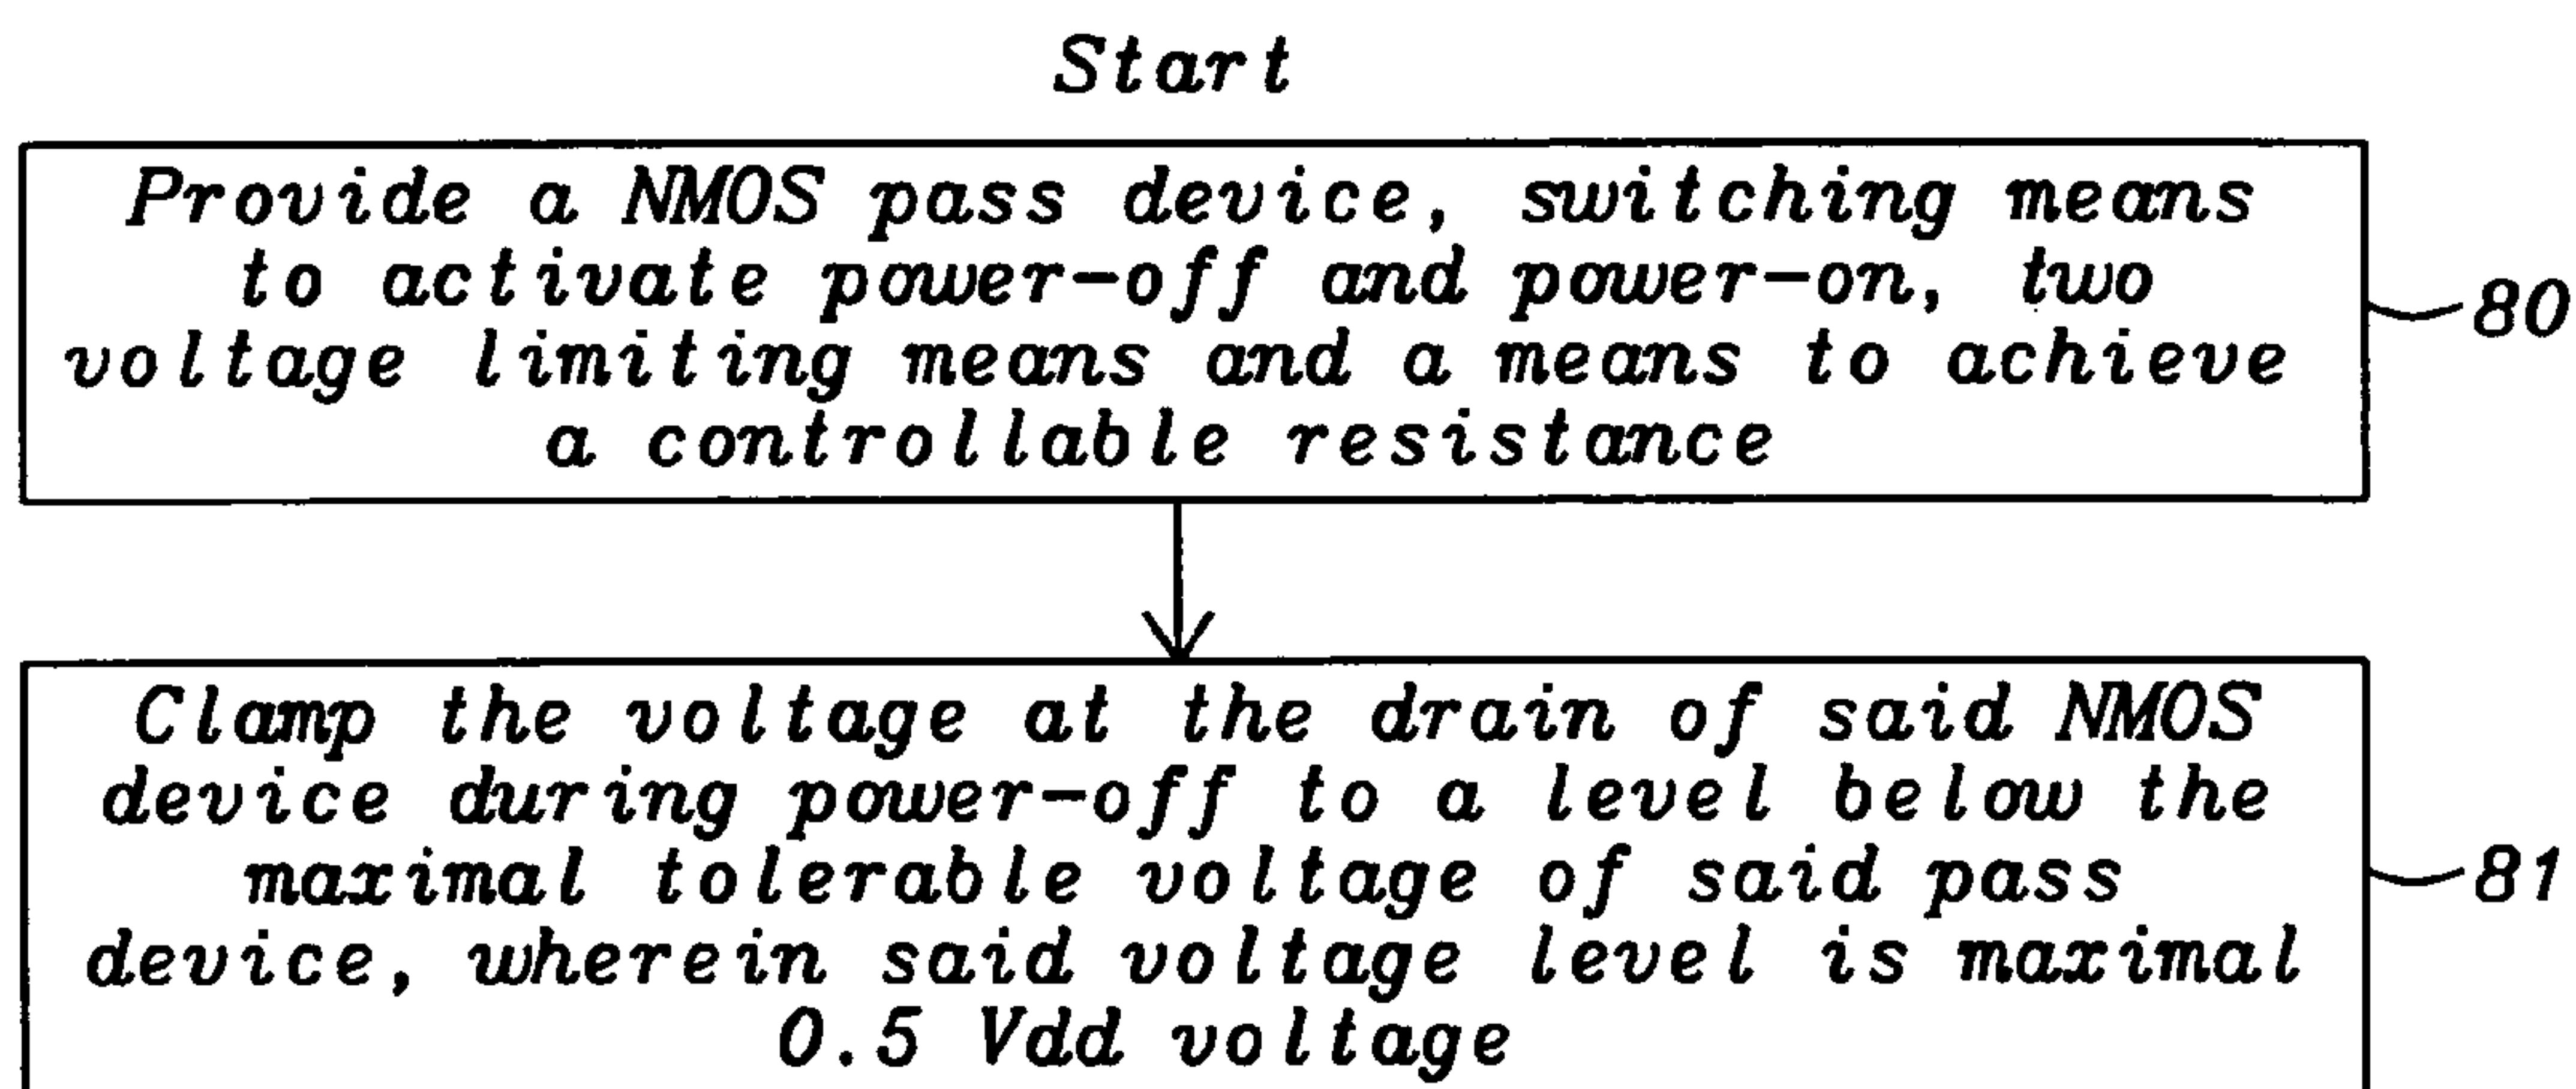 Start
Provide a NMOS pass device, switching means
to activate power-off and power-on, two
voltage limiting means and a means to achieve
a controllable resistance
80
Clamp the voltage at the drain of said NMOS
device during power-off to a level below the
maximal tolerable voltage of said pass
device, wherein said voltage level is maximal
0.5 Vdd voltage
81